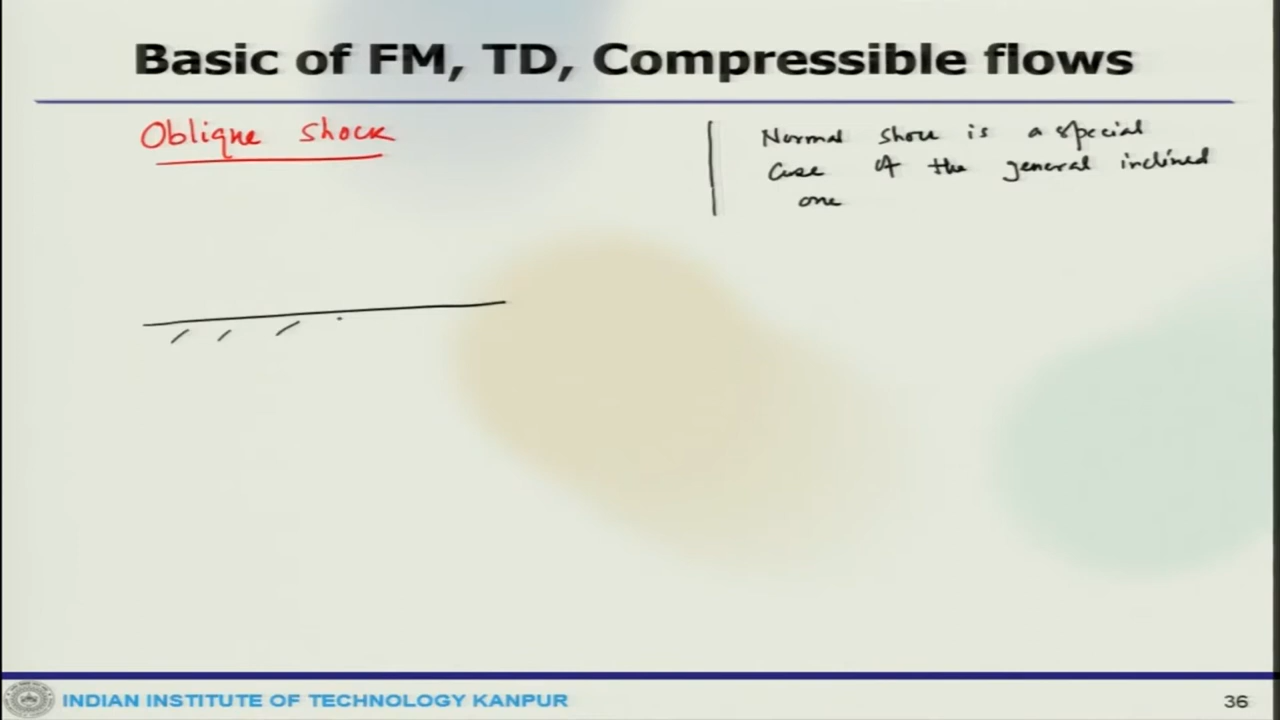 Basic of FM, TD, Compressible flows
Oblique Shock
Normal Shock is a special
Case of the general inclined
one
INDIAN INSTITUTE OF TECHNOLOGY KANPUR
36